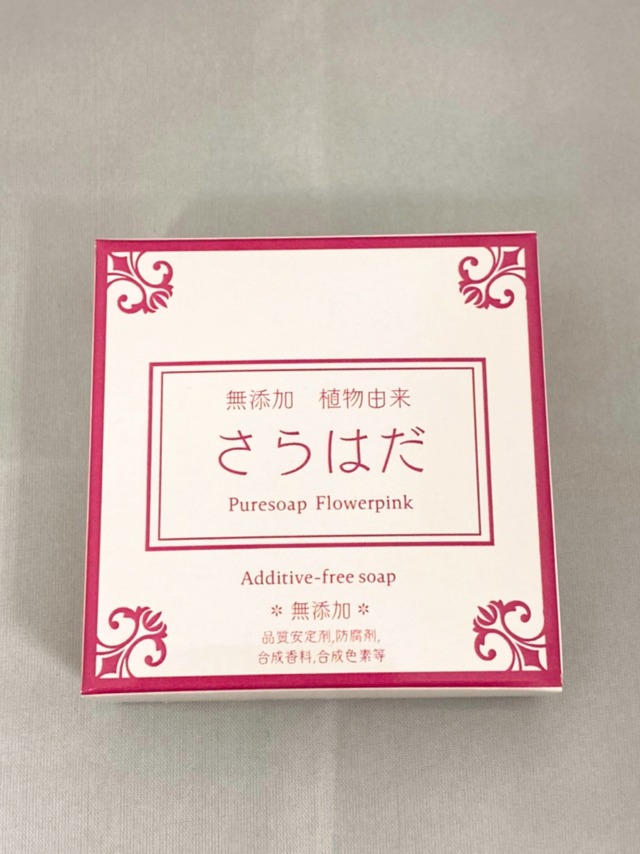 無添加　植物由来
さらはだ
Puresoap Flowerpink
Additive-free soap
＊ 無添加 ＊
品質安定剤,防腐剤,
合成香料,合成色素等